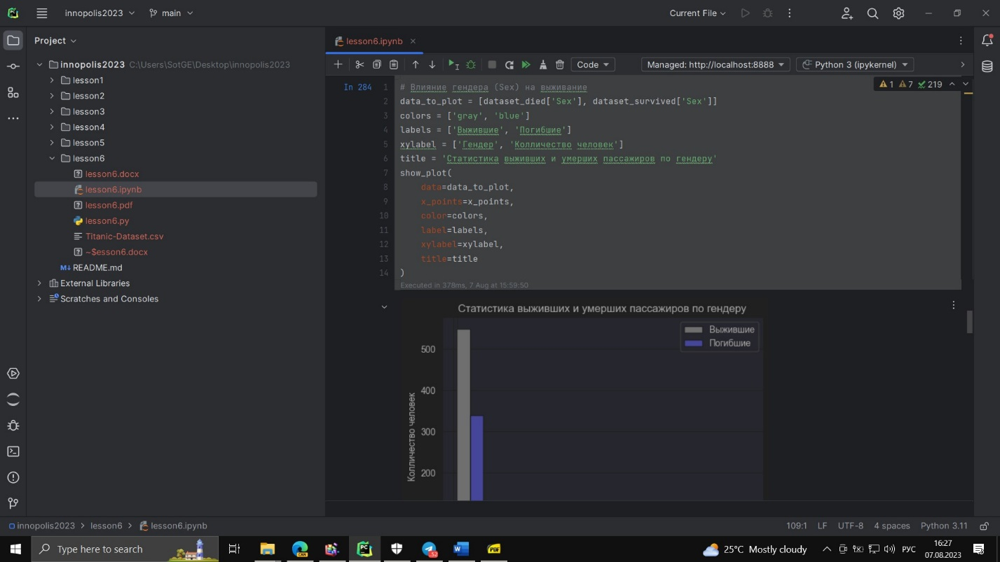 innopolis2023
main
Current File
Project
innopolis2023 C:\Users\SotGE\Desktop\innopolis2023
lesson1
lesson2
lesson3
lesson4
lesson5
lesson6
lesson6.docx
lesson6.ipynb
lesson6.pdf
lesson6.py
Titanic-Dataset.csv
~$esson6.docx
M↓ README.md
External Libraries
Scratches and Consoles
lesson6.ipynb
Code
Managed: http://localhost:8888
Python 3 (ipykernel)
1 7 219
In 284
1 # Влияние гендера (Sex) на выживание
2 data_to_plot = [dataset_died['Sex'], dataset_survived['Sex']]
3 colors = ['gray', 'blue']
4 labels = ['Выжившие', 'Погибшие']
5 xylabel = ['Гендер', 'Колличество человек']
6 title = 'Статистика выживших и умерших пассажиров по гендеру'
7 show_plot(
8 data=data_to_plot,
9 x_points=x_points,
10 color=colors,
11 label=labels,
12 xylabel=xylabel,
13 title=title
14 )
Executed in 378ms, 7 Aug at 15:59:50
Статистика выживших и умерших пассажиров по гендеру
Выжившие
Погибшие
500
400
300
200
Колличество человек
innopolis2023 > lesson6 > lesson6.ipynb
109:1 LF UTF-8 4 spaces Python 3.11
Type here to search
25°C Mostly cloudy
РУС
16:27
07.08.2023